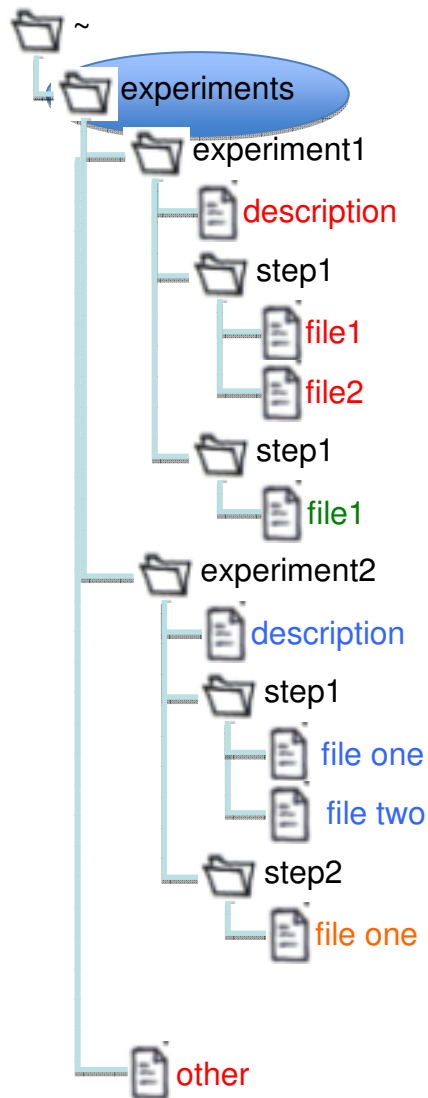 ~
experiments
experiment1
description
step1
file1
file2
step1
file1
experiment2
description
step1
file one
file two
step2
file one
other